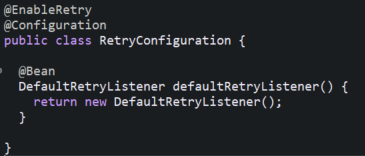 @EnableRetry
@Configuration
public class RetryConfiguration {
@Bean
DefaultRetryListener defaultRetryListener() {
return new DefaultRetryListener();
}
}